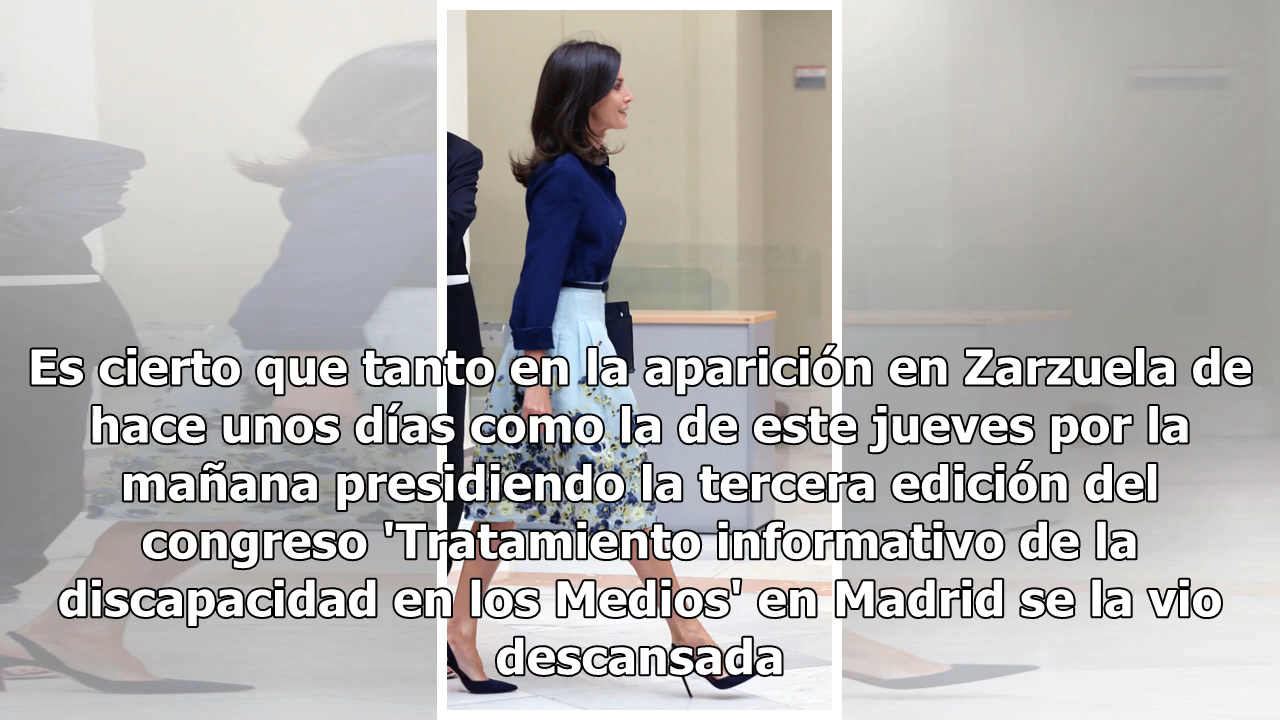 Es cierto que tanto en la aparición en Zarzuela de
hace unos días como la de este jueves por la
mañana presidiendo la tercera edición del
congreso 'Tratamiento informativo de la
discapacidad en los Medios' en Madrid se la vio
descansada